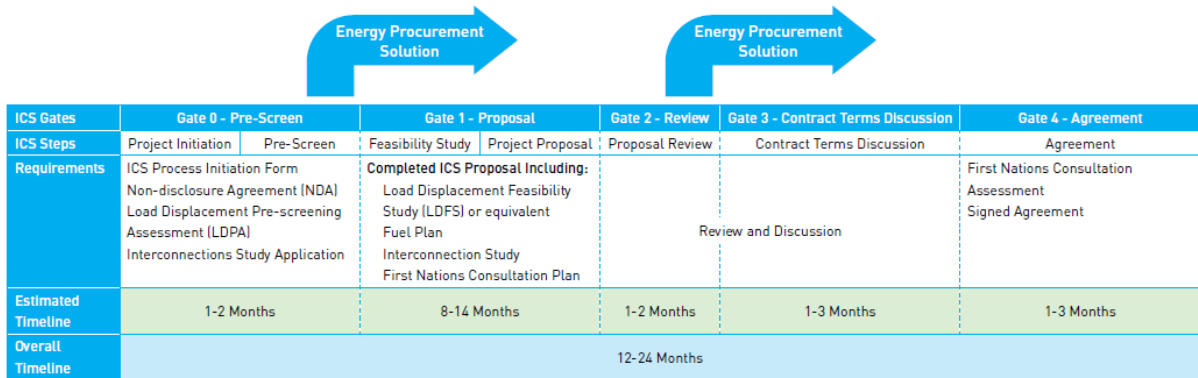 Energy Procurement
Solution
Energy Procurement
Solution
ICS Gates
Gate 0 - Pre-Screen
Gate 1 - Proposal
Gate 2 - Review
Gate 3 - Contract Terms Discussion
Gate 4 - Agreement
ICS Steps
Project Initiation
Pre-Screen
Feasibility Study
Project Proposal
Proposal Review
Contract Terms Discussion
Agreement
Requirements
ICS Process Initiation Form
Non-disclosure Agreement (NDA)
Load Displacement Pre-screening
Assessment (LDPA)
Interconnections Study Application
Completed ICS Proposal Including:
Load Displacement Feasibility
Study (LDFS) or equivalent
Fuel Plan
Interconnection Study
First Nations Consultation Plan
Review and Discussion
First Nations Consultation
Assessment
Signed Agreement
Estimated
Timeline
1-2 Months
8-14 Months
1-2 Months
1-3 Months
1-3 Months
Overall
Timeline
12-24 Months